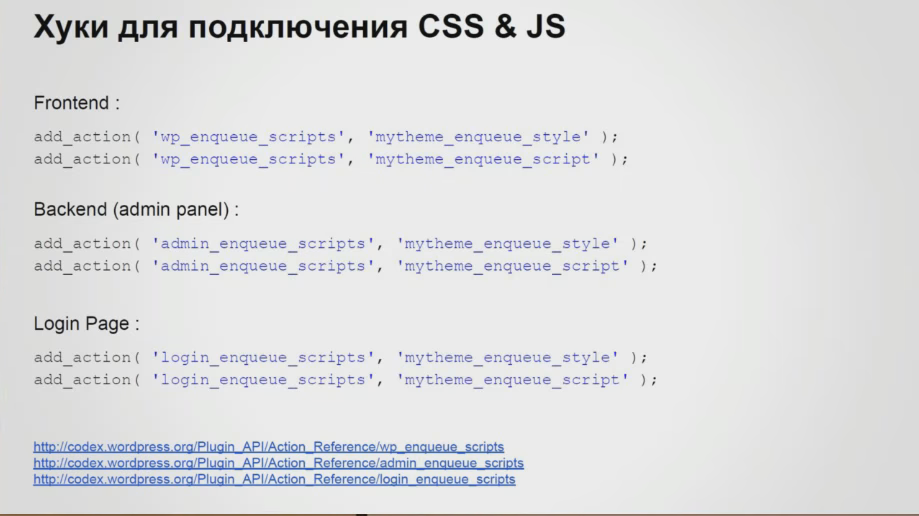 Хуки для подключения CSS & JS
Frontend :
add_action( 'wp_enqueue_scripts', 'mytheme_enqueue_style' );
add_action( 'wp_enqueue_scripts', 'mytheme_enqueue_script' );
Backend (admin panel) :
add_action( 'admin_enqueue_scripts', 'mytheme_enqueue_style' );
add_action( 'admin_enqueue_scripts', 'mytheme_enqueue_script' );
Login Page :
add_action( 'login_enqueue_scripts', 'mytheme_enqueue_style' );
add_action( 'login_enqueue_scripts', 'mytheme_enqueue_script' );
http://codex.wordpress.org/Plugin_API/Action_Reference/wp_enqueue_scripts
http://codex.wordpress.org/Plugin_API/Action_Reference/admin_enqueue_scripts
http://codex.wordpress.org/Plugin_API/Action_Reference/login_enqueue_scripts